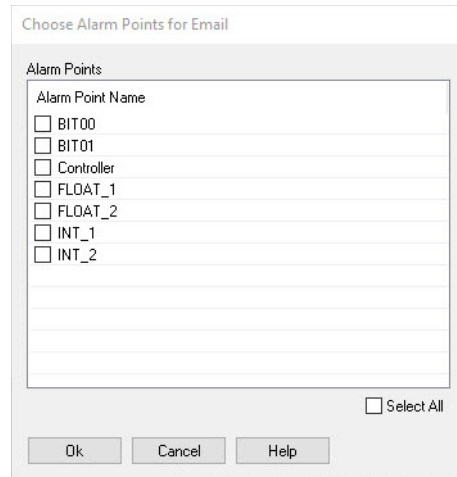 Choose Alarm Points for Email
Alarm Points
Alarm Point Name
BIT00
BIT01
Controller
FLOAT_1
FLOAT_2
INT_1
INT_2
Select All
Ok Cancel Help